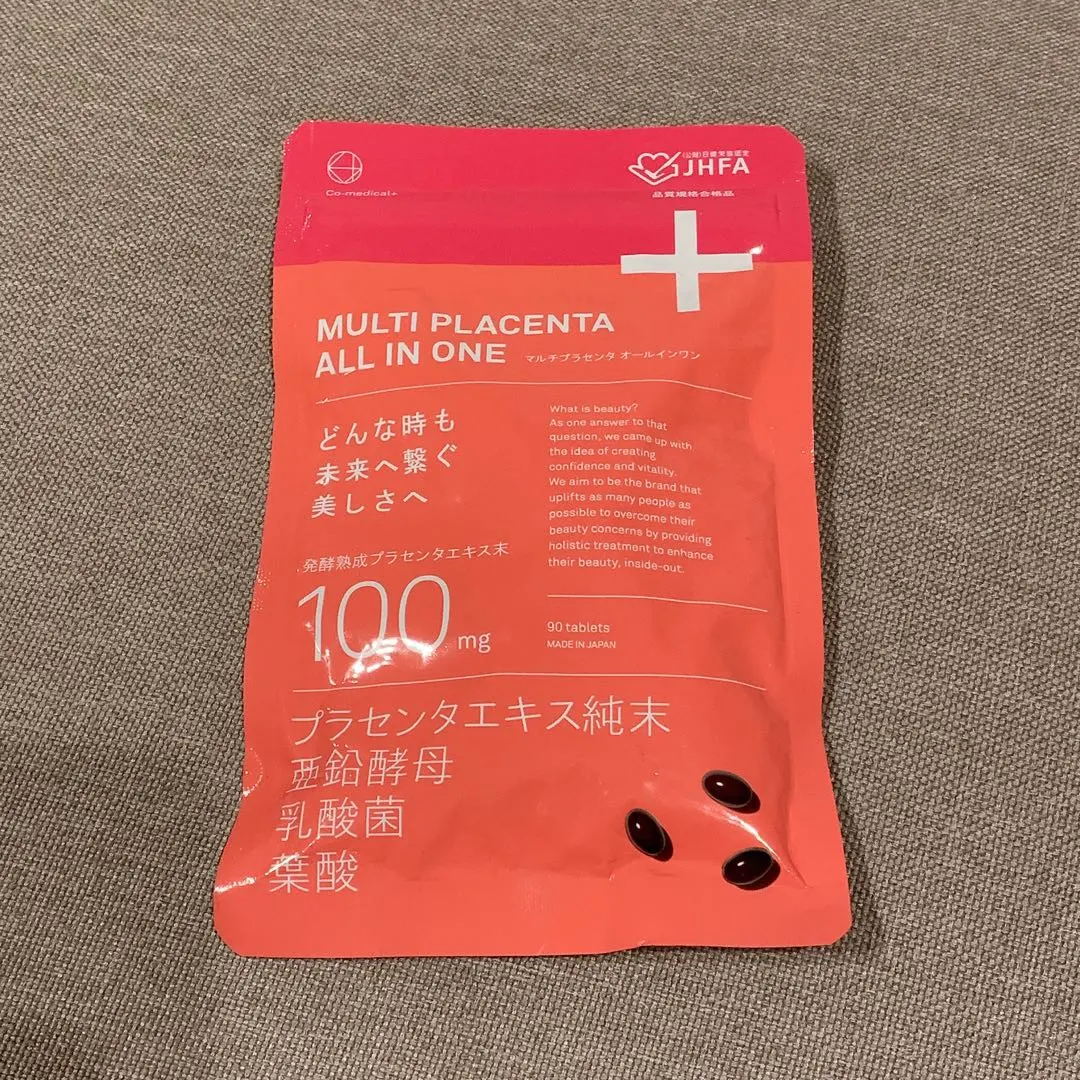 Co-medical+
(公財)日健栄協認定
JHFA
品質規格合格品
MULTI PLACENTA
ALL IN ONE マルチプラセンタ オールインワン
どんな時も
未来へ繋ぐ
美しさへ
What is beauty?
As one answer to that
question, we came up with
the idea of creating
confidence and vitality.
We aim to be the brand that
uplifts as many people as
possible to overcome their
beauty concerns by providing
holistic treatment to enhance
their beauty, inside-out.
発酵熟成プラセンタエキス末
100mg
90 tablets
MADE IN JAPAN
プラセンタエキス純末
亜鉛酵母
乳酸菌
葉酸